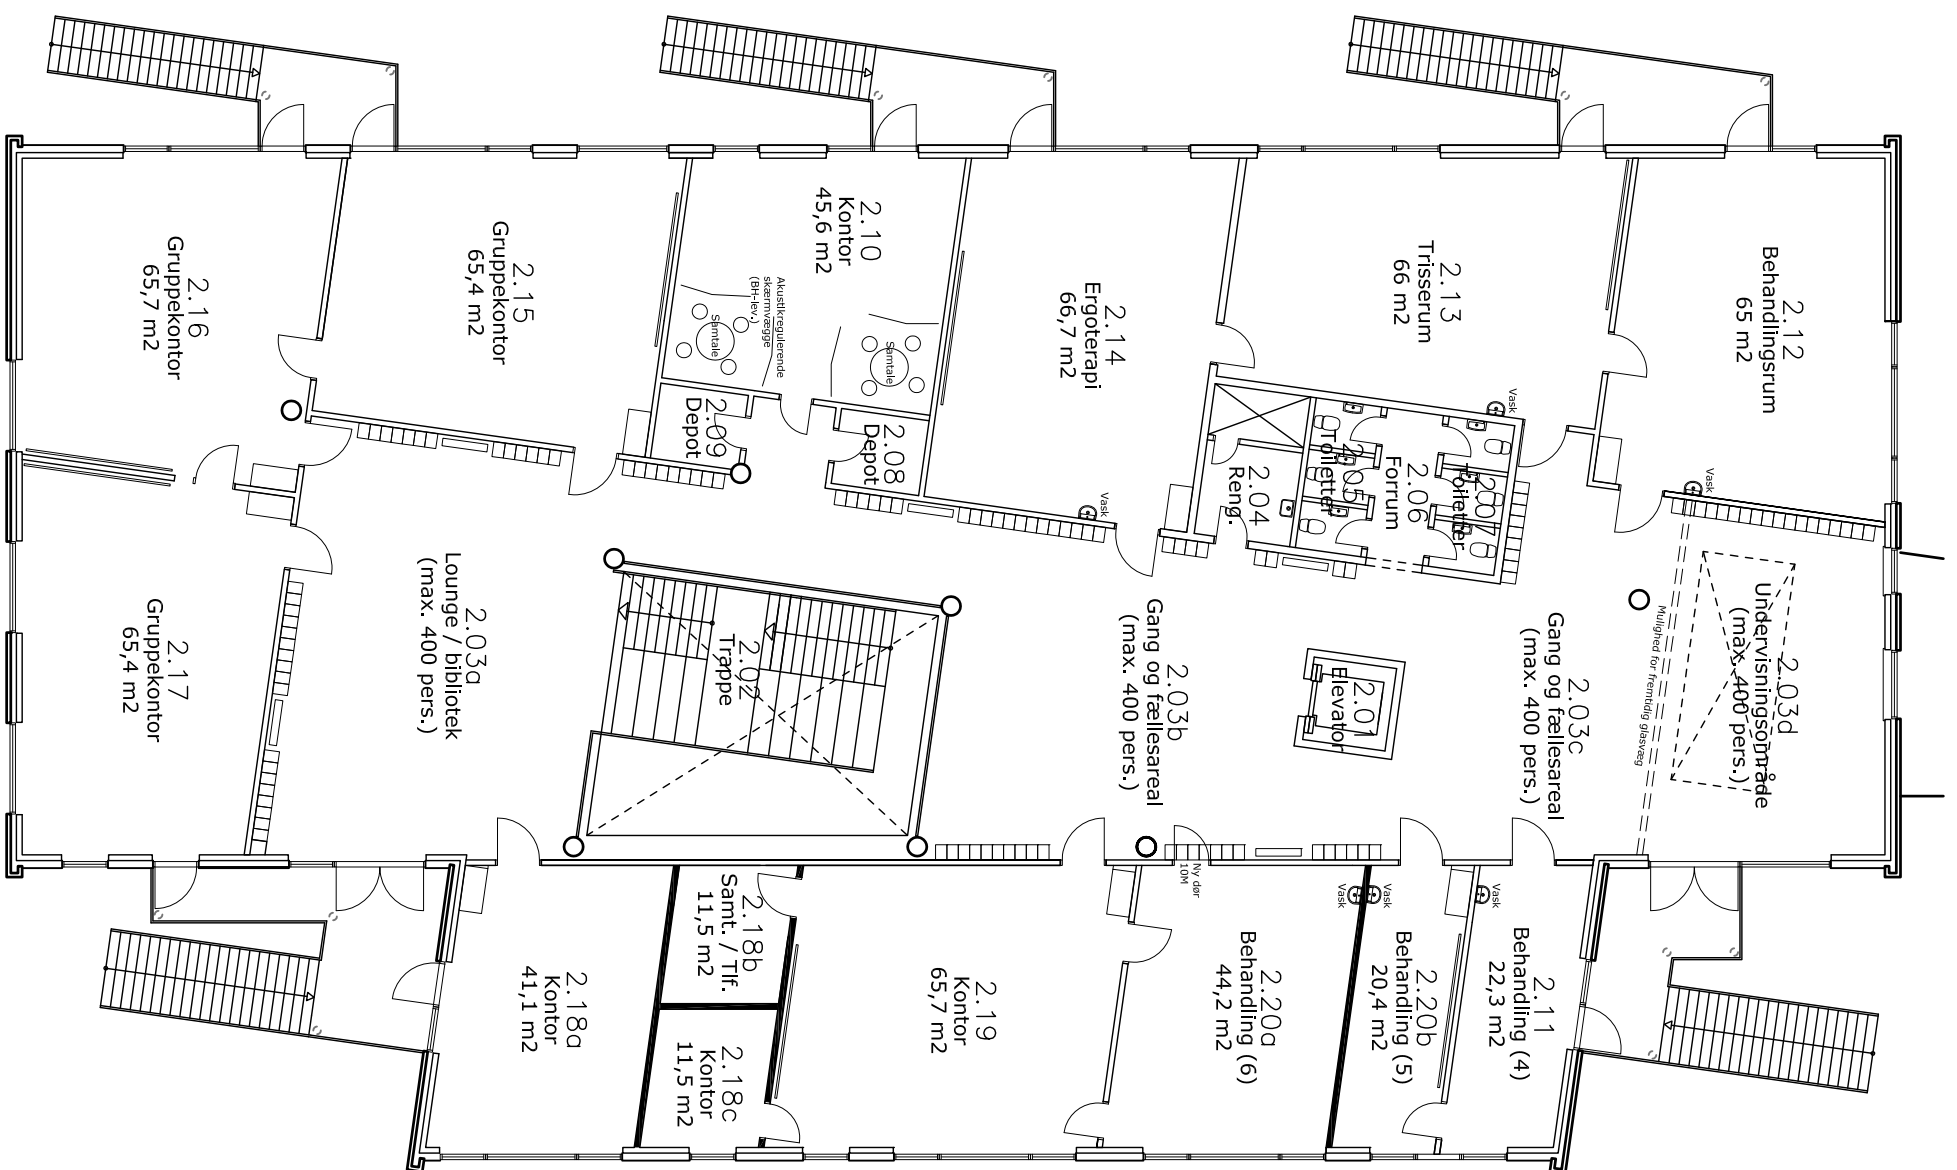 2.16
Gruppekontor
65,7 m2
2.15
Gruppekontor
65,4 m2
2.10
Kontor
45,6 m2
Akustikregulerende
skærmvægge
(BH-lev.)
Samtale
Samtale
2.14
Ergoterapi
66,7 m2
2.13
Trisserum
66 m2
2.12
Behandlingsrum
65 m2
2.09
Depot
2.08
Depot
Vask
2.04
Reng.
2.05
Toiletter
2.06
Forrum
2.07
Toiletter
Vask
Vask
2.17
Gruppekontor
65,4 m2
2.03a
Lounge / bibliotek
(max. 400 pers.)
2.02
Trappe
2.03b
Gang og fællesareal
(max. 400 pers.)
2.01
Elevator
2.03c
Gang og fællesareal
(max. 400 pers.)
Mulighed for fremtidig glasvæg
2.03d
Undervisningsområde
(max. 400 pers.)
2.18a
Kontor
41,1 m2
2.18b
Samt. / Tlf.
11,5 m2
2.18c
Kontor
11,5 m2
2.19
Kontor
65,7 m2
Ny dør
10M
2.20a
Behandling (6)
44,2 m2
Vask
Vask
2.20b
Behandling (5)
20,4 m2
Vask
2.11
Behandling (4)
22,3 m2